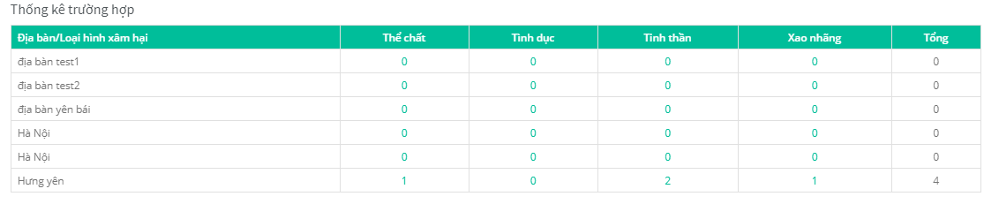 Thống kê trường hợp
Địa bàn/Loại hình xâm hại Thể chất Tình dục Tinh thần Xao nhãng Tổng
địa bàn test1 0 0 0 0 0
địa bàn test2 0 0 0 0 0
địa bàn yên bái 0 0 0 0 0
Hà Nội 0 0 0 0 0
Hà Nội 0 0 0 0 0
Hưng yên 1 0 2 1 4